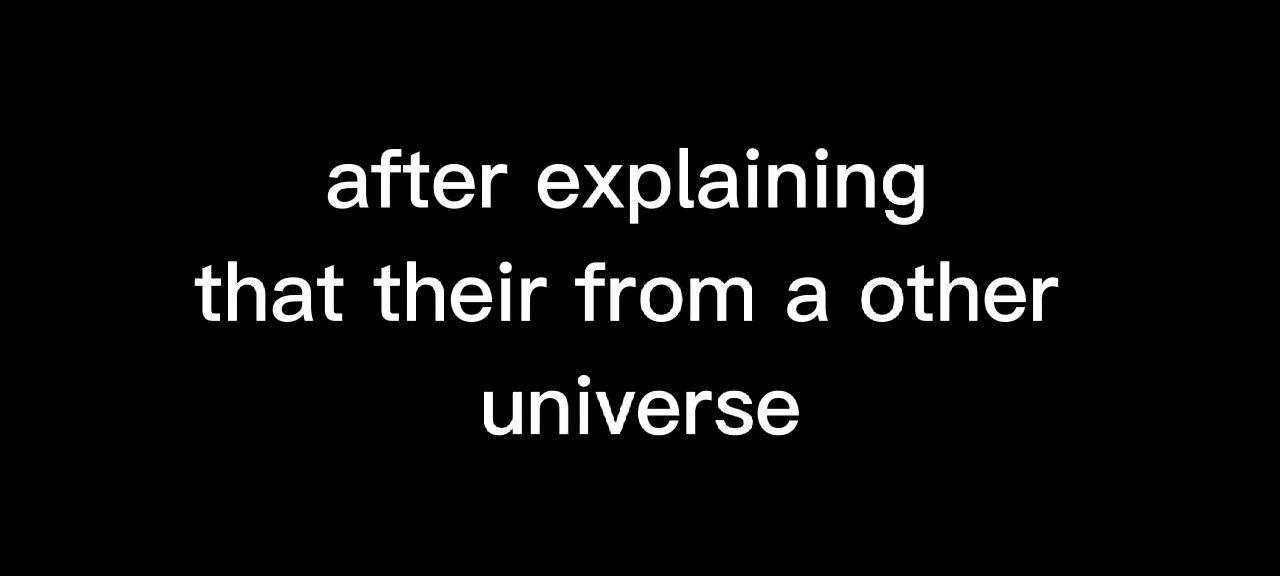 after explaining
that their from a other
universe